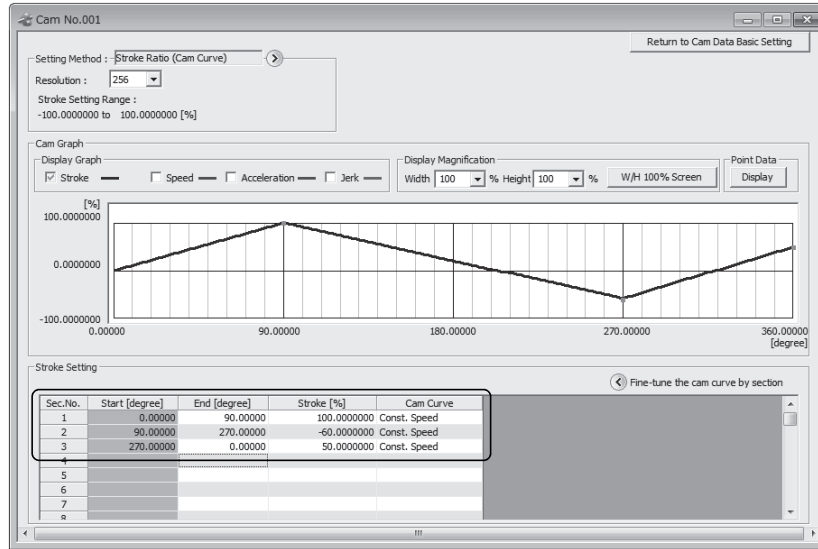 Cam No.001
Return to Cam Data Basic Setting
Setting Method : Stroke Ratio (Cam Curve)
Resolution : 256
Stroke Setting Range :
-100.0000000 to 100.0000000 [%]
Cam Graph
Display Graph
Stroke Speed Acceleration Jerk
Display Magnification
Width 100 % Height 100 % W/H 100% Screen
Point Data
Display
[%]
100.0000000
0.0000000
-100.0000000
0.00000 90.00000 180.00000 270.00000 360.00000
[degree]
Stroke Setting
Fine-tune the cam curve by section
Sec.No. Start [degree] End [degree] Stroke [%] Cam Curve
1 0.00000 90.00000 100.0000000 Const. Speed
2 90.00000 270.00000 -60.0000000 Const. Speed
3 270.00000 0.00000 50.0000000 Const. Speed
4
5
6
7
8